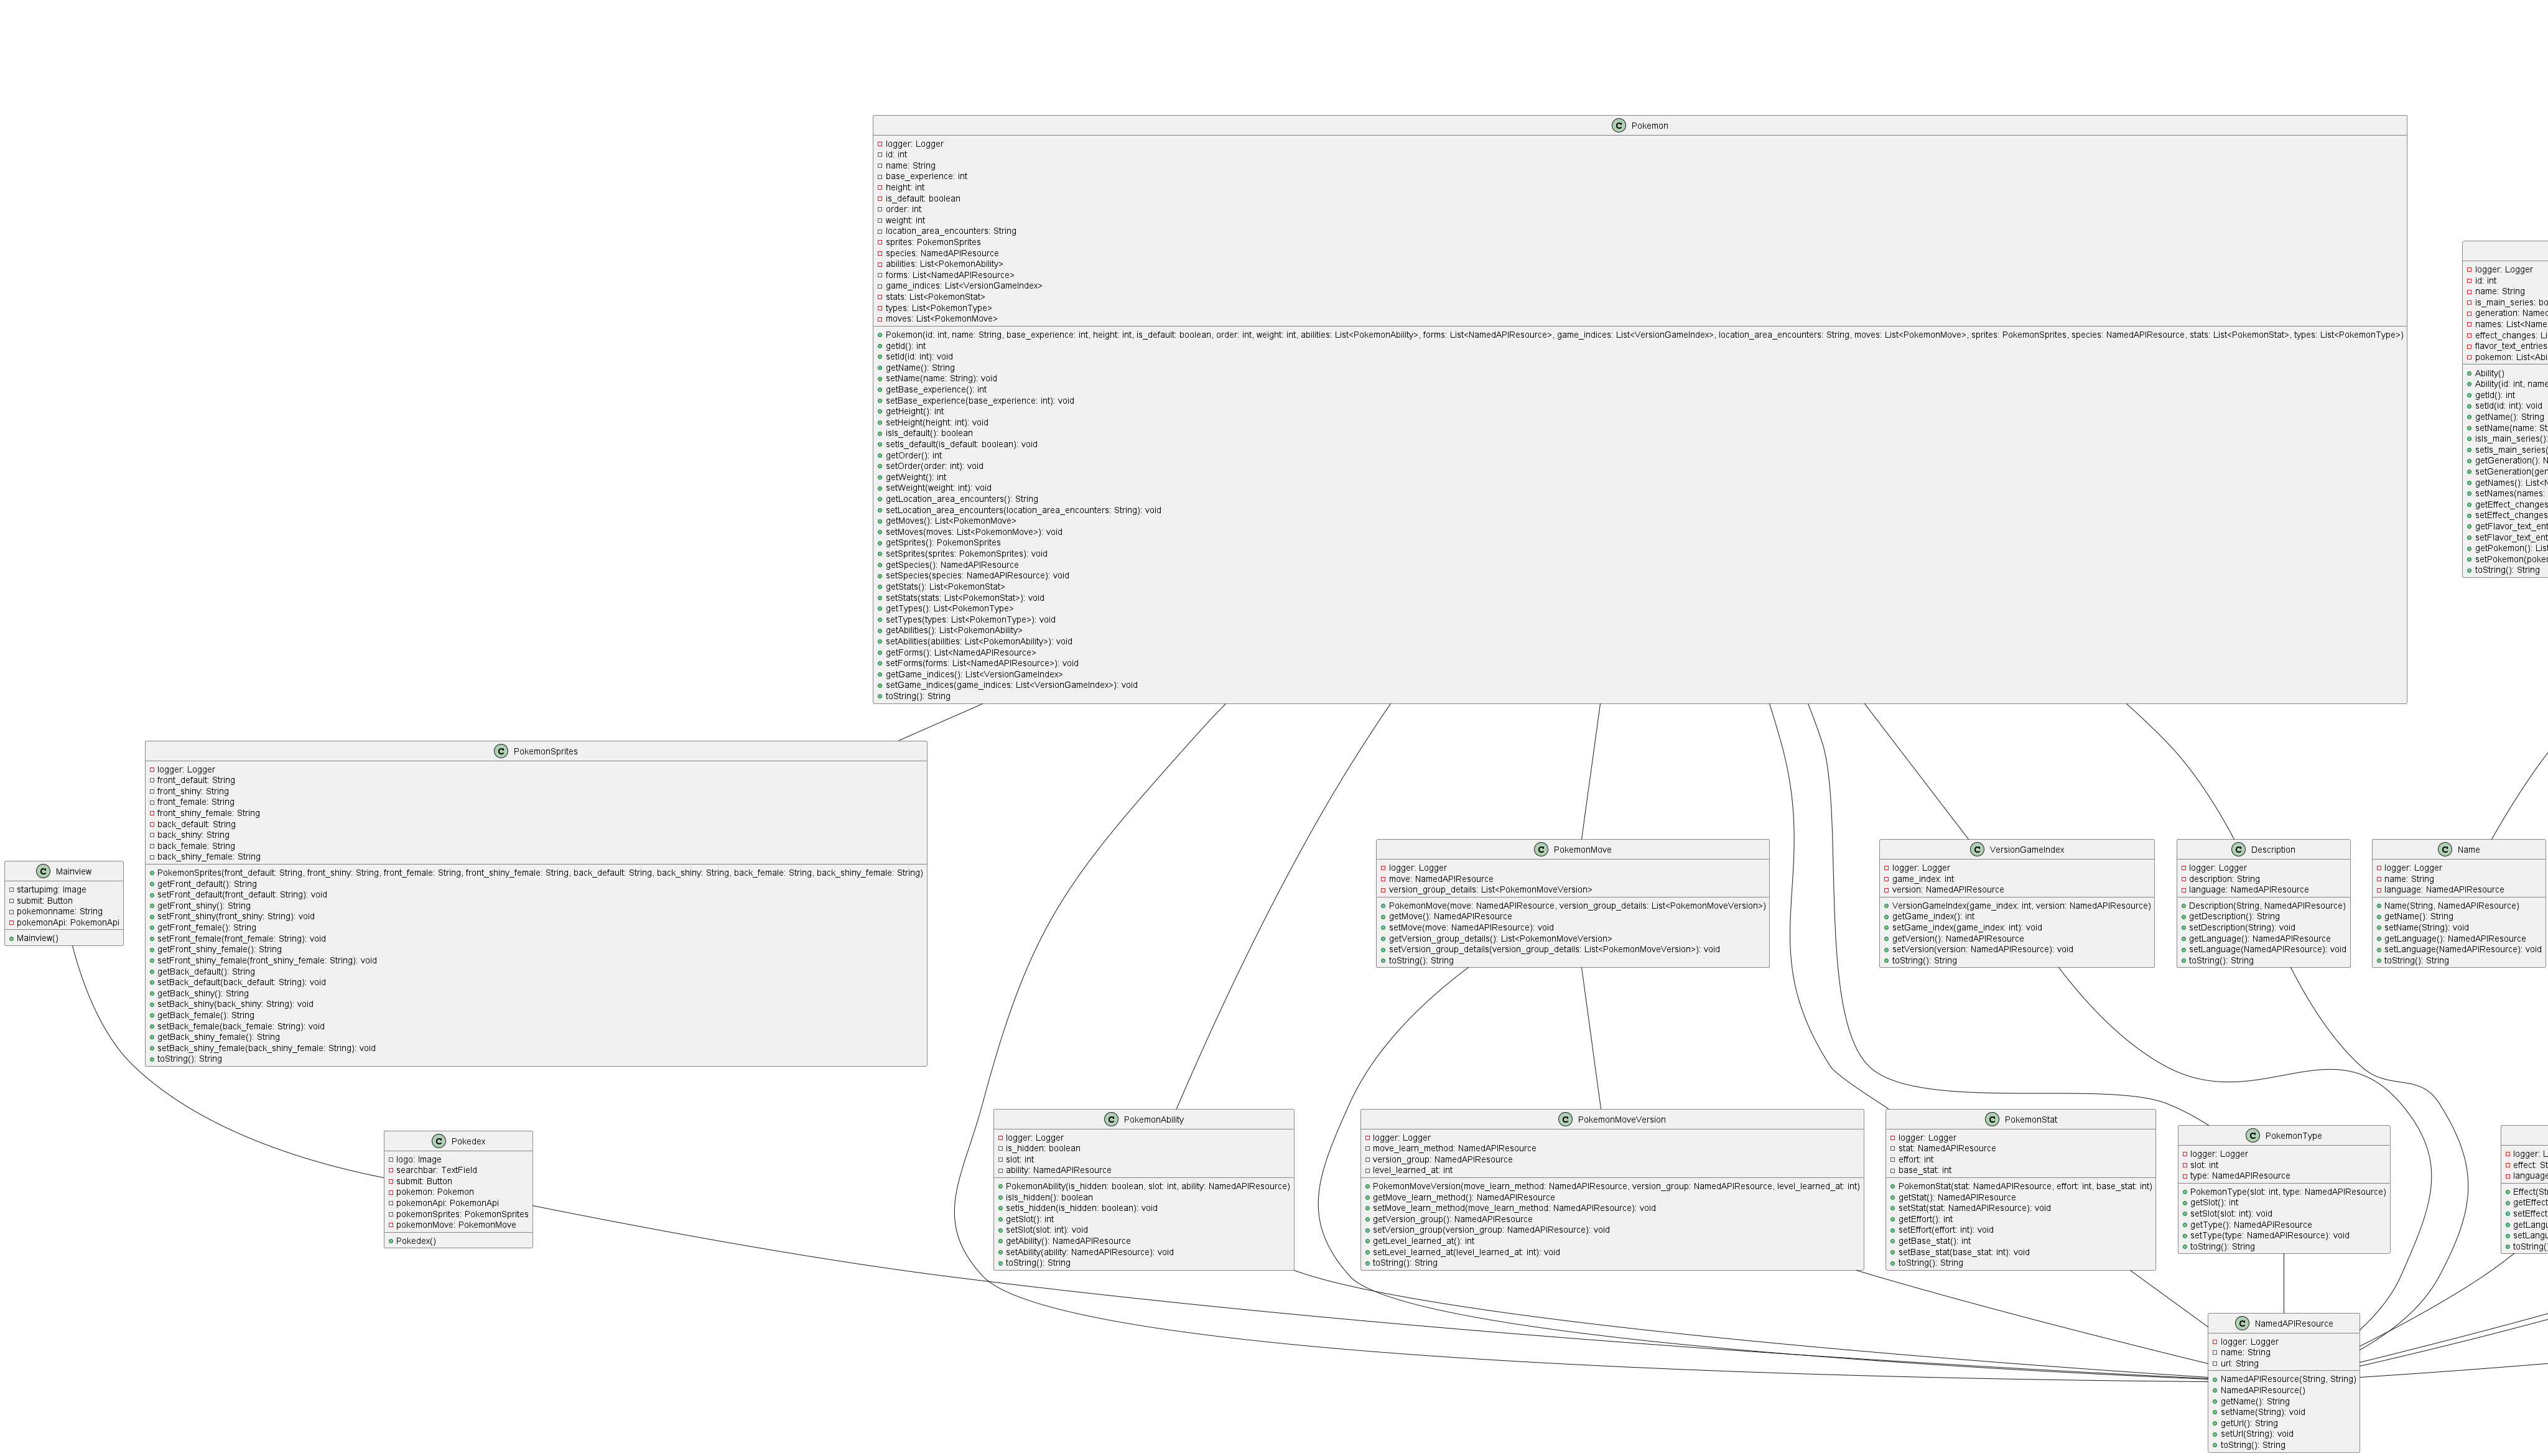 Pokemon
logger: Logger
id: int
name: String
base_experience: int
height: int
is_default: boolean
order: int
weight: int
location_area_encounters: String
sprites: PokemonSprites
species: NamedAPIResource
abilities: List<PokemonAbility>
forms: List<NamedAPIResource>
game_indices: List<VersionGameIndex>
stats: List<PokemonStat>
types: List<PokemonType>
moves: List<PokemonMove>
Pokemon(id: int, name: String, base_experience: int, height: int, is_default: boolean, order: int, weight: int, abilities: List<PokemonAbility>, forms: List<NamedAPIResource>, game_indices: List<VersionGameIndex>, location_area_encounters: String, moves: List<PokemonMove>, sprites: PokemonSprites, species: NamedAPIResource, stats: List<PokemonStat>, types: List<PokemonType>)
getId(): int
setId(id: int): void
getName(): String
setName(name: String): void
getBase_experience(): int
setBase_experience(base_experience: int): void
getHeight(): int
setHeight(height: int): void
isIs_default(): boolean
setIs_default(is_default: boolean): void
getOrder(): int
setOrder(order: int): void
getWeight(): int
setWeight(weight: int): void
getLocation_area_encounters(): String
setLocation_area_encounters(location_area_encounters: String): void
getMoves(): List<PokemonMove>
setMoves(moves: List<PokemonMove>): void
getSprites(): PokemonSprites
setSprites(sprites: PokemonSprites): void
getSpecies(): NamedAPIResource
setSpecies(species: NamedAPIResource): void
getStats(): List<PokemonStat>
setStats(stats: List<PokemonStat>): void
getTypes(): List<PokemonType>
setTypes(types: List<PokemonType>): void
getAbilities(): List<PokemonAbility>
setAbilities(abilities: List<PokemonAbility>): void
getForms(): List<NamedAPIResource>
setForms(forms: List<NamedAPIResource>): void
getGame_indices(): List<VersionGameIndex>
setGame_indices(game_indices: List<VersionGameIndex>): void
toString(): String
logger: Logger
id: int
name: String
is_main_series: bo
generation: Named
names: List<Name
effect_changes: Li
flavor_text_entries
pokemon: List<Abi
Ability()
Ability(id: int, name
getId(): int
setId(id: int): void
getName(): String
setName(name: St
isIs_main_series():
setIs_main_series(
getGeneration(): N
setGeneration(gen
getNames(): List<N
setNames(names:
getEffect_changes
setEffect_changes
getFlavor_text_ent
setFlavor_text_ent
getPokemon(): List
setPokemon(poker
toString(): String
Mainview
startupimg: Image
submit: Button
pokemonname: String
pokemonApi: PokemonApi
Mainview()
PokemonSprites
logger: Logger
front_default: String
front_shiny: String
front_female: String
front_shiny_female: String
back_default: String
back_shiny: String
back_female: String
back_shiny_female: String
PokemonSprites(front_default: String, front_shiny: String, front_female: String, front_shiny_female: String, back_default: String, back_shiny: String, back_female: String, back_shiny_female: String)
getFront_default(): String
setFront_default(front_default: String): void
getFront_shiny(): String
setFront_shiny(front_shiny: String): void
getFront_female(): String
setFront_female(front_female: String): void
getFront_shiny_female(): String
setFront_shiny_female(front_shiny_female: String): void
getBack_default(): String
setBack_default(back_default: String): void
getBack_shiny(): String
setBack_shiny(back_shiny: String): void
getBack_female(): String
setBack_female(back_female: String): void
getBack_shiny_female(): String
setBack_shiny_female(back_shiny_female: String): void
toString(): String
PokemonMove
logger: Logger
move: NamedAPIResource
version_group_details: List<PokemonMoveVersion>
PokemonMove(move: NamedAPIResource, version_group_details: List<PokemonMoveVersion>)
getMove(): NamedAPIResource
setMove(move: NamedAPIResource): void
getVersion_group_details(): List<PokemonMoveVersion>
setVersion_group_details(version_group_details: List<PokemonMoveVersion>): void
toString(): String
VersionGameIndex
logger: Logger
game_index: int
version: NamedAPIResource
VersionGameIndex(game_index: int, version: NamedAPIResource)
getGame_index(): int
setGame_index(game_index: int): void
getVersion(): NamedAPIResource
setVersion(version: NamedAPIResource): void
toString(): String
Description
logger: Logger
description: String
language: NamedAPIResource
Description(String, NamedAPIResource)
getDescription(): String
setDescription(String): void
getLanguage(): NamedAPIResource
setLanguage(NamedAPIResource): void
toString(): String
Name
logger: Logger
name: String
language: NamedAPIResource
Name(String, NamedAPIResource)
getName(): String
setName(String): void
getLanguage(): NamedAPIResource
setLanguage(NamedAPIResource): void
toString(): String
Pokedex
logo: Image
searchbar: TextField
submit: Button
pokemon: Pokemon
pokemonApi: PokemonApi
pokemonSprites: PokemonSprites
pokemonMove: PokemonMove
Pokedex()
PokemonAbility
logger: Logger
is_hidden: boolean
slot: int
ability: NamedAPIResource
PokemonAbility(is_hidden: boolean, slot: int, ability: NamedAPIResource)
isIs_hidden(): boolean
setIs_hidden(is_hidden: boolean): void
getSlot(): int
setSlot(slot: int): void
getAbility(): NamedAPIResource
setAbility(ability: NamedAPIResource): void
toString(): String
PokemonMoveVersion
logger: Logger
move_learn_method: NamedAPIResource
version_group: NamedAPIResource
level_learned_at: int
PokemonMoveVersion(move_learn_method: NamedAPIResource, version_group: NamedAPIResource, level_learned_at: int)
getMove_learn_method(): NamedAPIResource
setMove_learn_method(move_learn_method: NamedAPIResource): void
getVersion_group(): NamedAPIResource
setVersion_group(version_group: NamedAPIResource): void
getLevel_learned_at(): int
setLevel_learned_at(level_learned_at: int): void
toString(): String
PokemonStat
logger: Logger
stat: NamedAPIResource
effort: int
base_stat: int
PokemonStat(stat: NamedAPIResource, effort: int, base_stat: int)
getStat(): NamedAPIResource
setStat(stat: NamedAPIResource): void
getEffort(): int
setEffort(effort: int): void
getBase_stat(): int
setBase_stat(base_stat: int): void
toString(): String
PokemonType
logger: Logger
slot: int
type: NamedAPIResource
PokemonType(slot: int, type: NamedAPIResource)
getSlot(): int
setSlot(slot: int): void
getType(): NamedAPIResource
setType(type: NamedAPIResource): void
toString(): String
logger: L
effect: St
language
Effect(Str
getEffect
setEffect
getLangu
setLangu
toString()
NamedAPIResource
logger: Logger
name: String
url: String
NamedAPIResource(String, String)
NamedAPIResource()
getName(): String
setName(String): void
getUrl(): String
setUrl(String): void
toString(): String